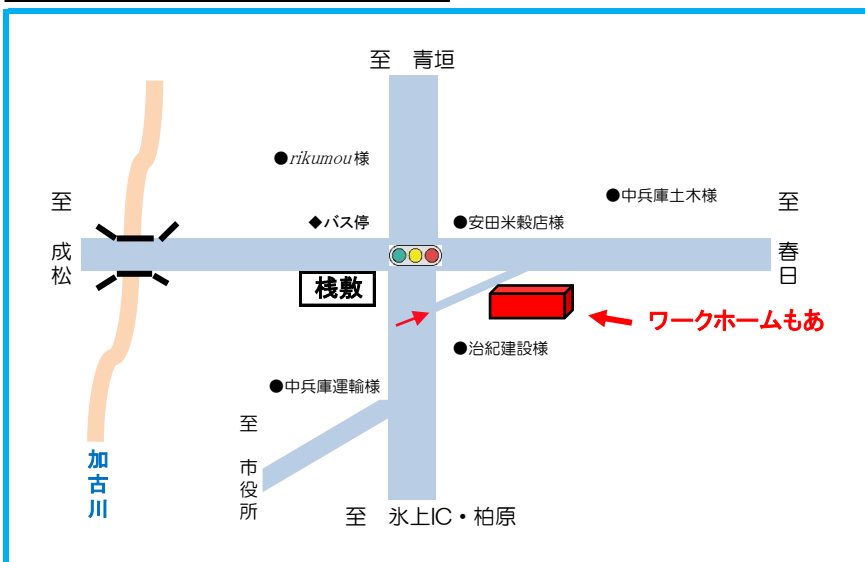 至 青垣
●rikumou様
●中兵庫土木様
至 成松
◆バス停
●安田米穀店様
至 春日
桟敷
ワークホームもあ
●治紀建設様
●中兵庫運輸様
至 市役所
加古川
至 氷上IC・柏原